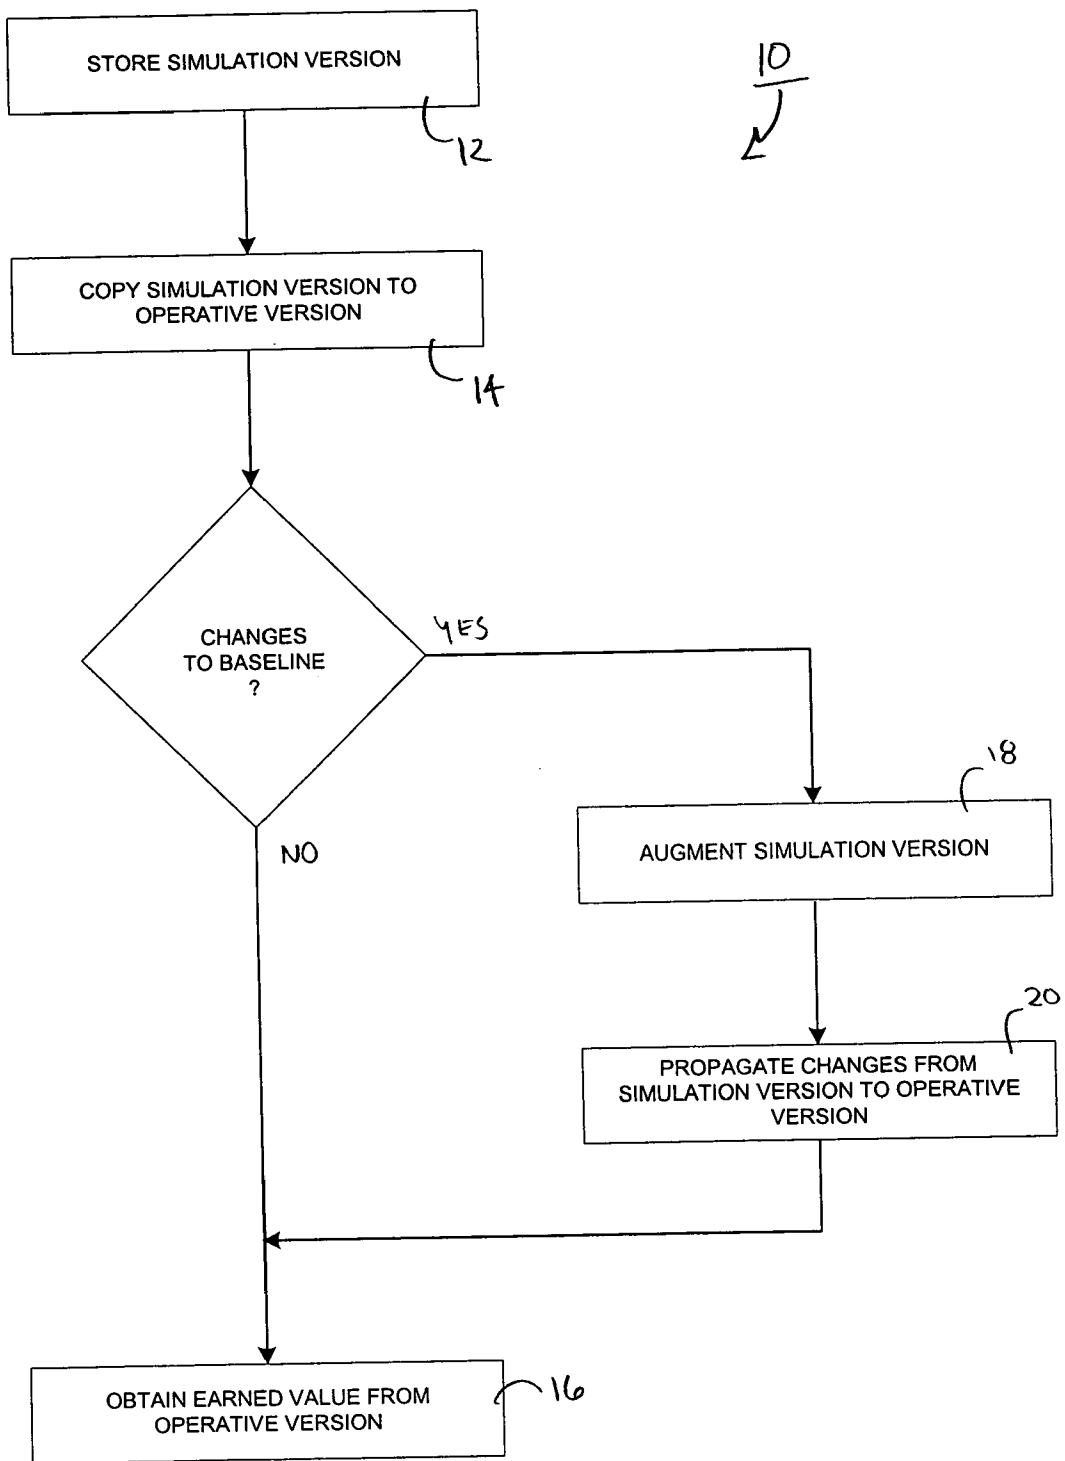 STORE SIMULATION VERSION
10
12
COPY SIMULATION VERSION TO
OPERATIVE VERSION
14
CHANGES
TO BASELINE
?
YES
NO
18
AUGMENT SIMULATION VERSION
20
PROPAGATE CHANGES FROM
SIMULATION VERSION TO OPERATIVE
VERSION
OBTAIN EARNED VALUE FROM
OPERATIVE VERSION
16